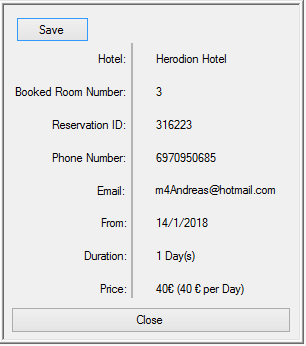 Save
Hotel: Herodion Hotel
Booked Room Number: 3
Reservation ID: 316223
Phone Number: 6970950685
Email: m4Andreas@hotmail.com
From: 14/1/2018
Duration: 1 Day(s)
Price: 40€ (40 € per Day)
Close